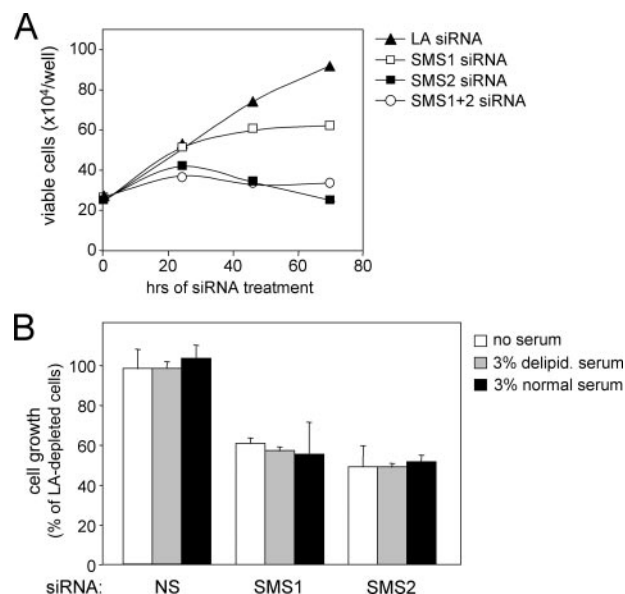 A
LA siRNA
SMS1 siRNA
SMS2 siRNA
SMS1+2 siRNA
viable cells (x10⁴/well)
100
80
60
40
20
0
0 20 40 60 80
hrs of siRNA treatment
B
no serum
3% delipid. serum
3% normal serum
cell growth
(% of LA-depleted cells)
100
80
60
40
20
0
siRNA: NS SMS1 SMS2